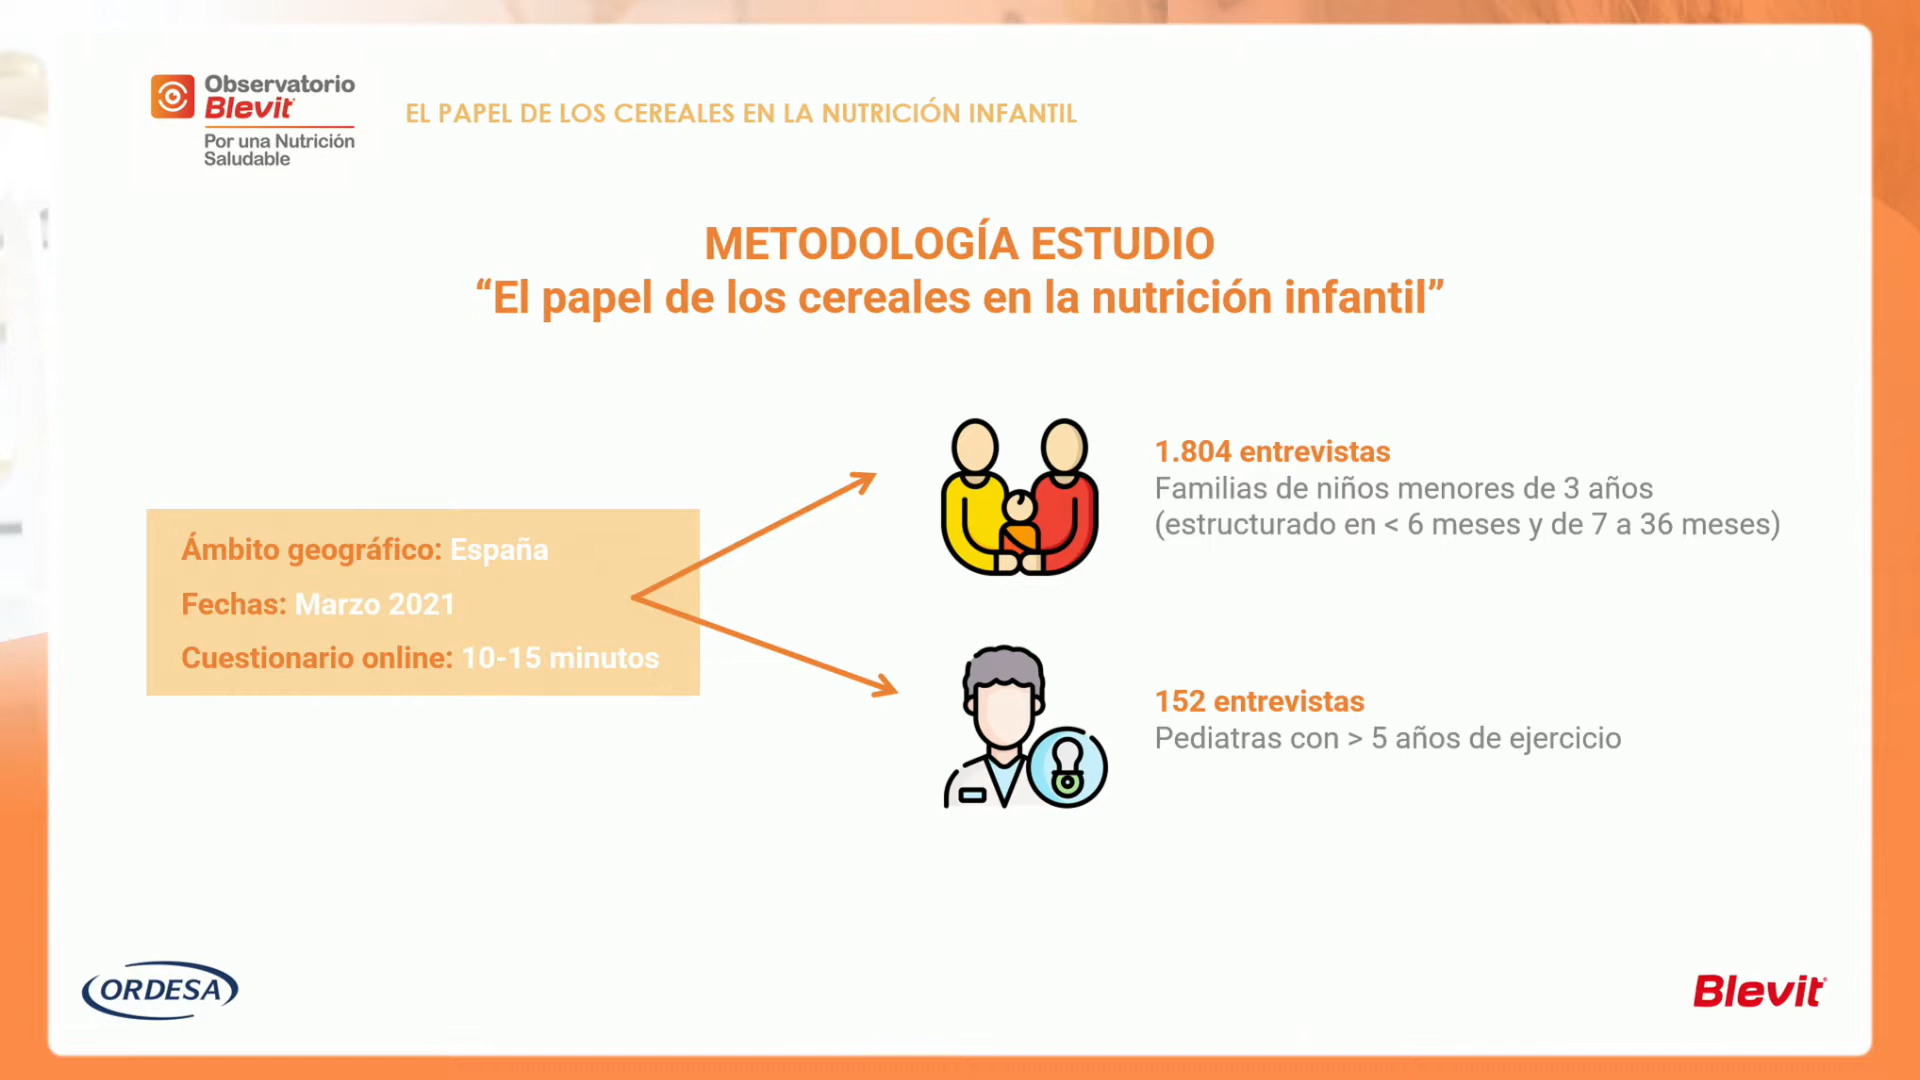 Observatorio
Blevit
Por una Nutrición
Saludable
EL PAPEL DE LOS CEREALES EN LA NUTRICIÓN INFANTIL
METODOLOGÍA ESTUDIO
“El papel de los cereales en la nutrición infantil”
Ámbito geográfico: España
Fechas: Marzo 2021
Cuestionario online: 10-15 minutos
1.804 entrevistas
Familias de niños menores de 3 años
(estructurado en < 6 meses y de 7 a 36 meses)
152 entrevistas
Pediatras con > 5 años de ejercicio
ORDESA
Blevit